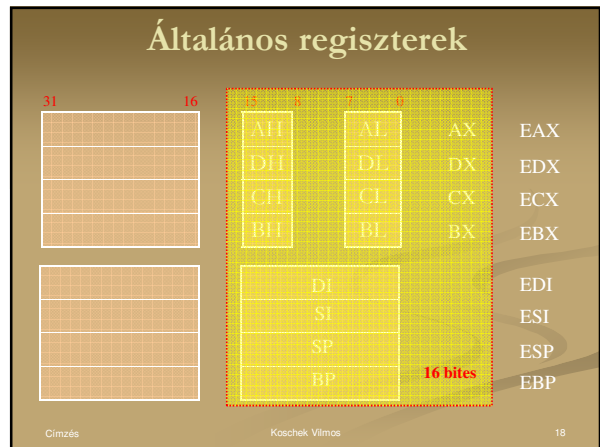 Általános regiszterek
31 16 15 8 7 0
AH AL AX EAX
DH DL DX EDX
CH CL CX ECX
BH BL BX EBX
DI EDI
SI ESI
SP ESP
BP 16 bites EBP
Címzés Koschek Vilmos 18